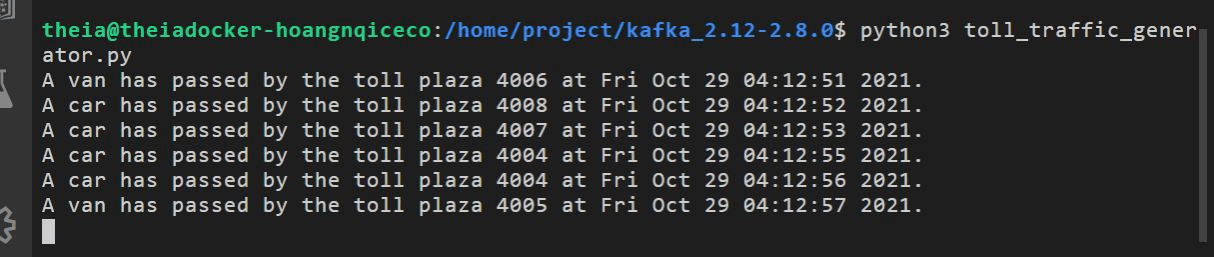 theia@theiadocker-hoangnqiceco:/home/project/kafka_2.12-2.8.0$ python3 toll_traffic_gener
ator.py
A van has passed by the toll plaza 4006 at Fri Oct 29 04:12:51 2021.
A car has passed by the toll plaza 4008 at Fri Oct 29 04:12:52 2021.
A car has passed by the toll plaza 4007 at Fri Oct 29 04:12:53 2021.
A car has passed by the toll plaza 4004 at Fri Oct 29 04:12:55 2021.
A car has passed by the toll plaza 4004 at Fri Oct 29 04:12:56 2021.
A van has passed by the toll plaza 4005 at Fri Oct 29 04:12:57 2021.